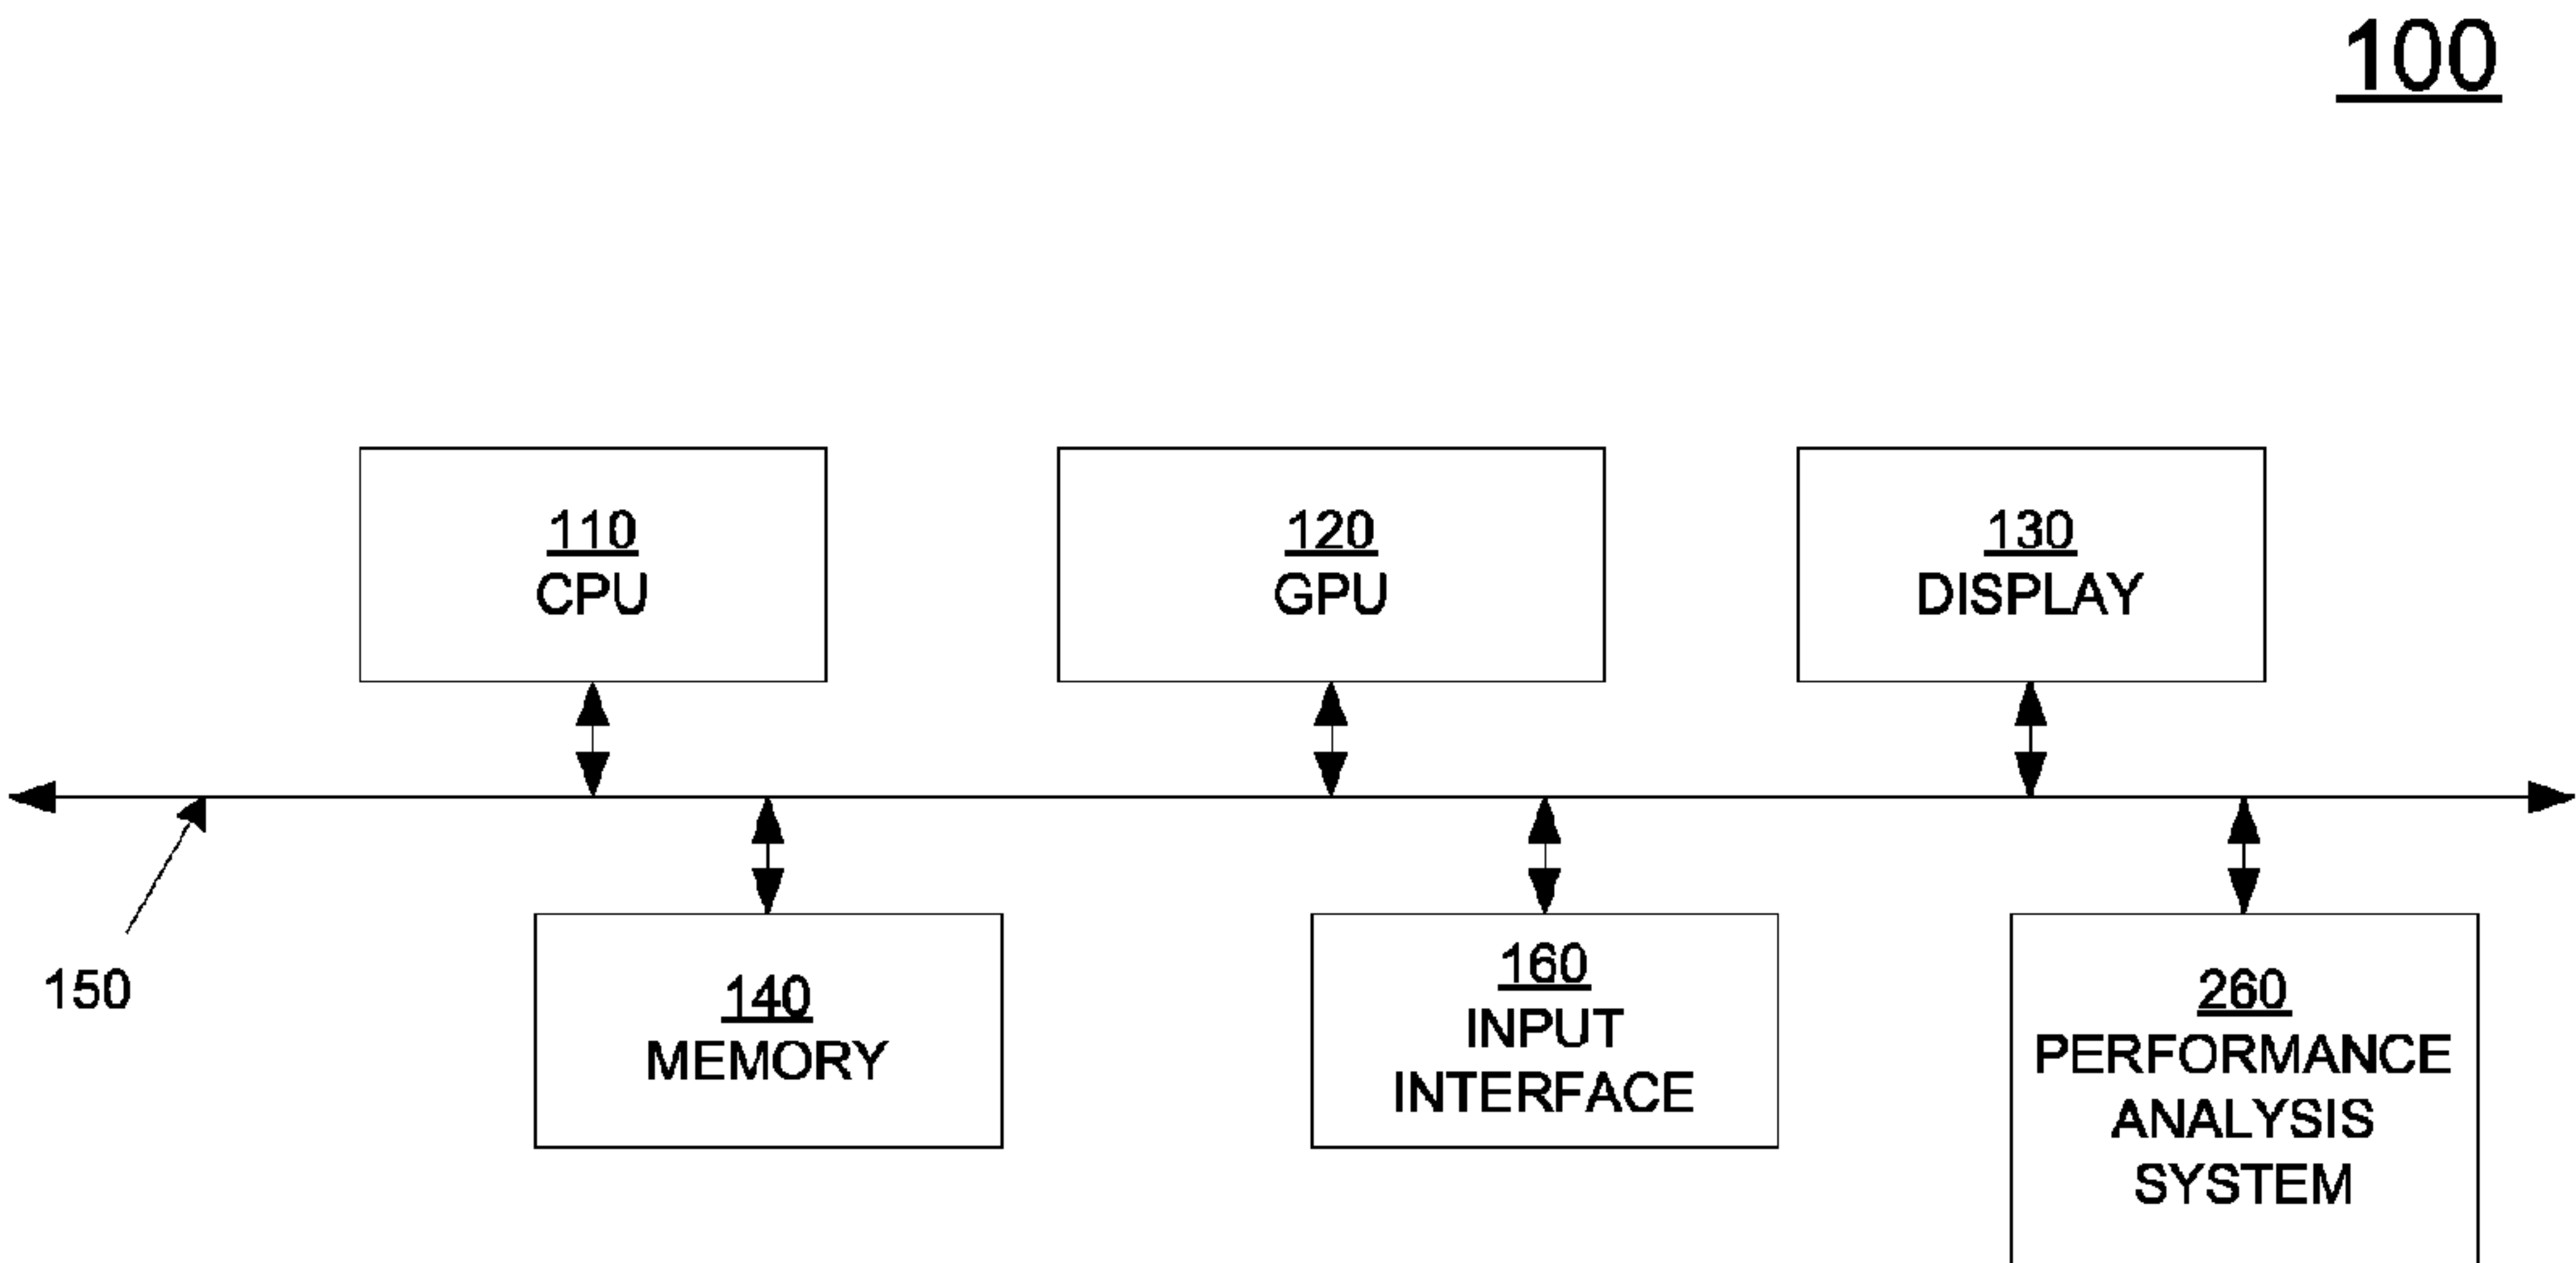 100
110
CPU
120
GPU
130
DISPLAY
150
140
MEMORY
160
INPUT
INTERFACE
260
PERFORMANCE
ANALYSIS
SYSTEM